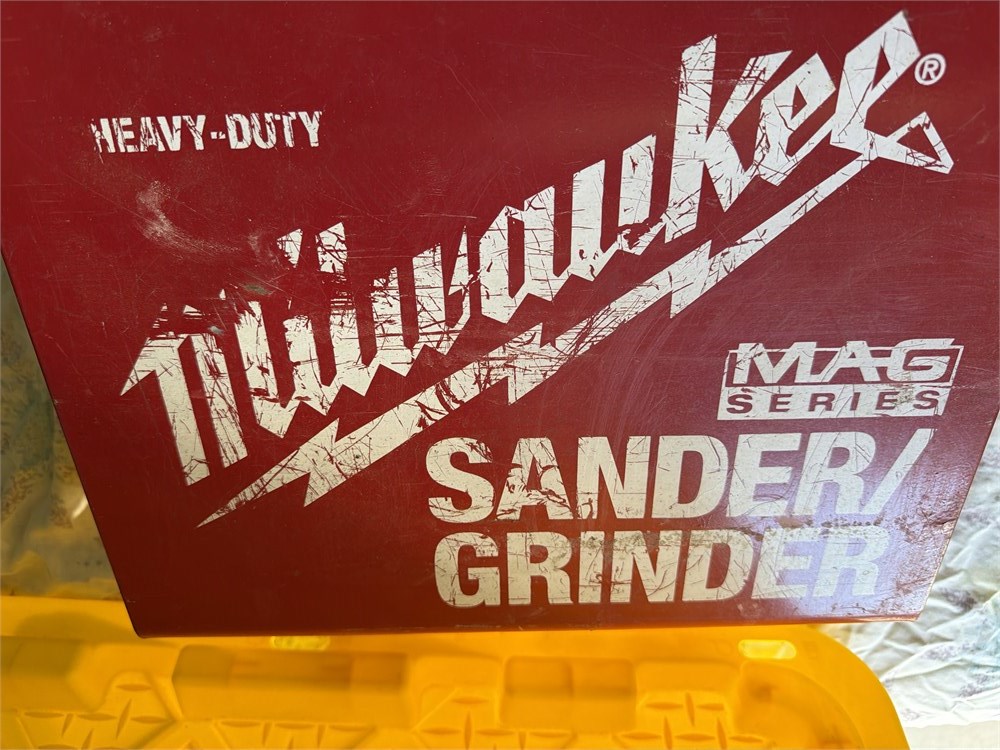 HEAVY-DUTY
Milwaukee®
MAG
SERIES
SANDER/
GRINDER